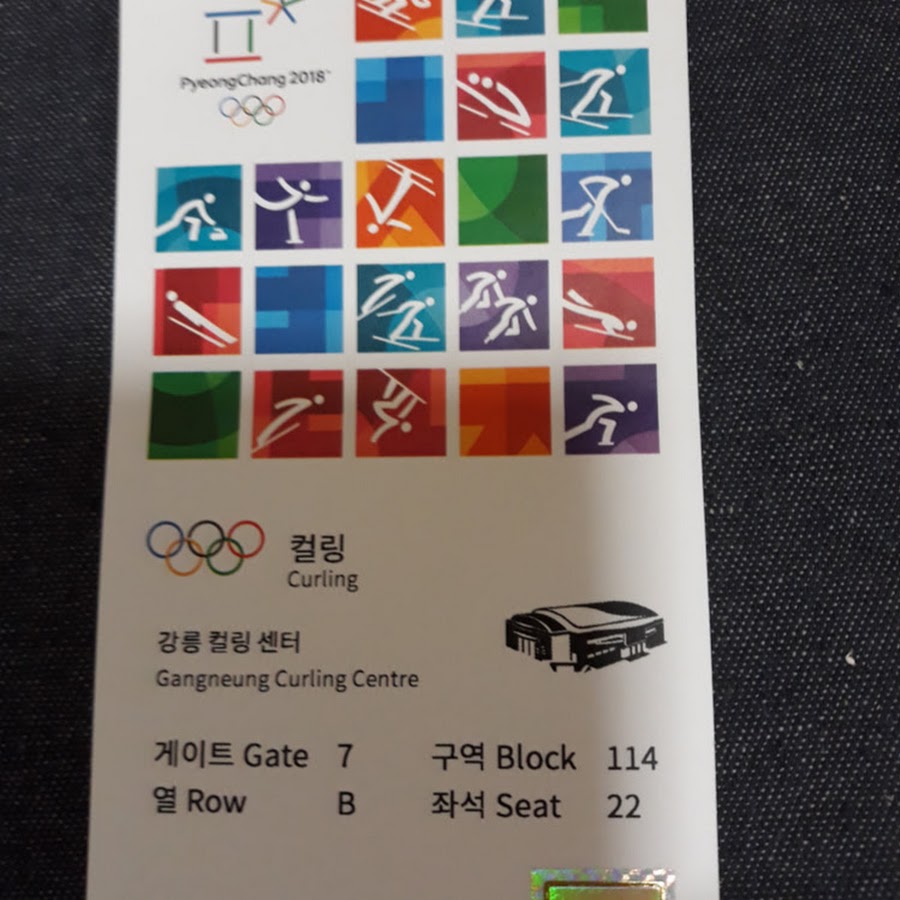 PyeongChang 2018™
컬링
Curling
강릉 컬링 센터
Gangneung Curling Centre
게이트 Gate 7 구역 Block 114
열 Row B 좌석 Seat 22